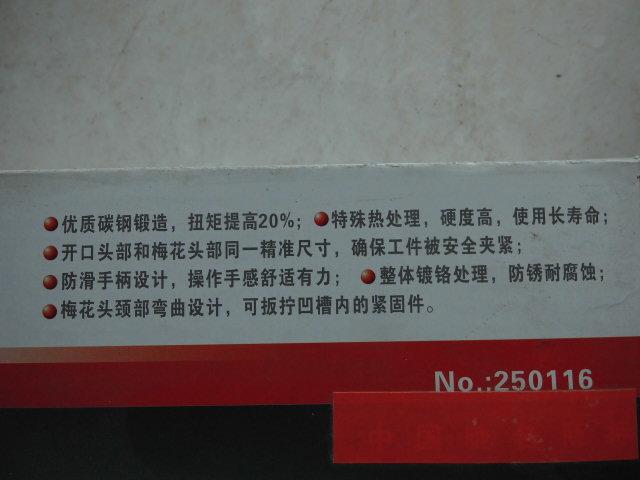 优质碳钢锻造，扭矩提高20%；特殊热处理，硬度高，使用长寿命；
开口头部和梅花头部同一精准尺寸，确保工件被安全夹紧；
防滑手柄设计，操作手感舒适有力；整体镀铬处理，防锈耐腐蚀；
梅花头颈部弯曲设计，可扳拧凹槽内的紧固件。
No.:250116
中国